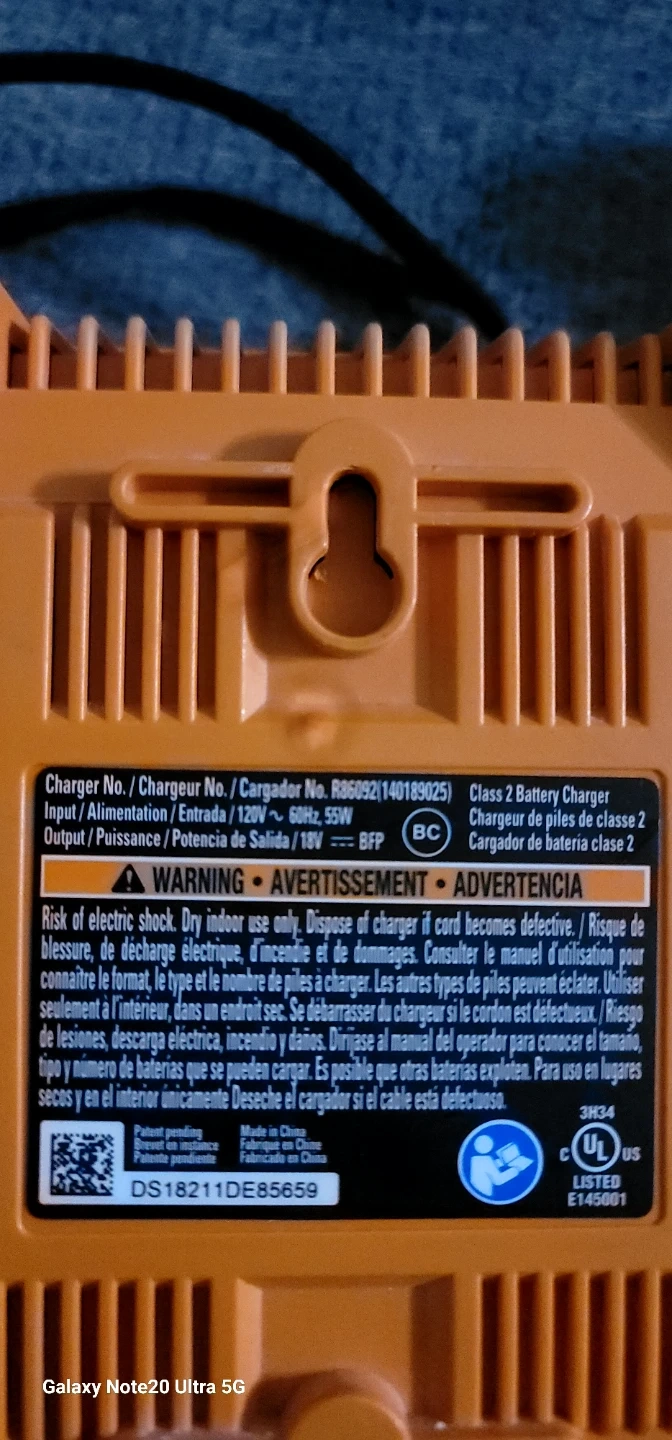 Charger No. / Chargeur No. / Cargador No. R86092(140189025)
Input / Alimentation / Entrada / 120V ~ 60Hz, 55W
Output / Puissance / Potencia de Salida / 18V ⎓ BFP
BC
Class 2 Battery Charger
Chargeur de piles de classe 2
Cargador de bateria clase 2
⚠ WARNING • AVERTISSEMENT • ADVERTENCIA
Risk of electric shock. Dry indoor use only. Dispose of charger if cord becomes defective. / Risque de
blessure, de décharge électrique, d'incendie et de dommages. Consulter le manuel d'utilisation pour
connaître le format, le type et le nombre de piles à charger. Les autres types de piles peuvent éclater. Utiliser
seulement à l'intérieur, dans un endroit sec. Se débarrasser du chargeur si le cordon est défectueux. / Riesgo
de lesiones, descarga eléctrica, incendio y daños. Diríjase al manual del operador para conocer el tamaño,
tipo y número de baterías que se pueden cargar. Es posible que otras baterías exploten. Para uso en lugares
secos y en el interior únicamente Deseche el cargador si el cable está defectuoso.
Patent pending
Brevet en instance
Patente pendiente
Made in China
Fabriqué en Chine
Fabricado en China
DS18211DE85659
3H34
C UL US
LISTED
E145001
Galaxy Note20 Ultra 5G